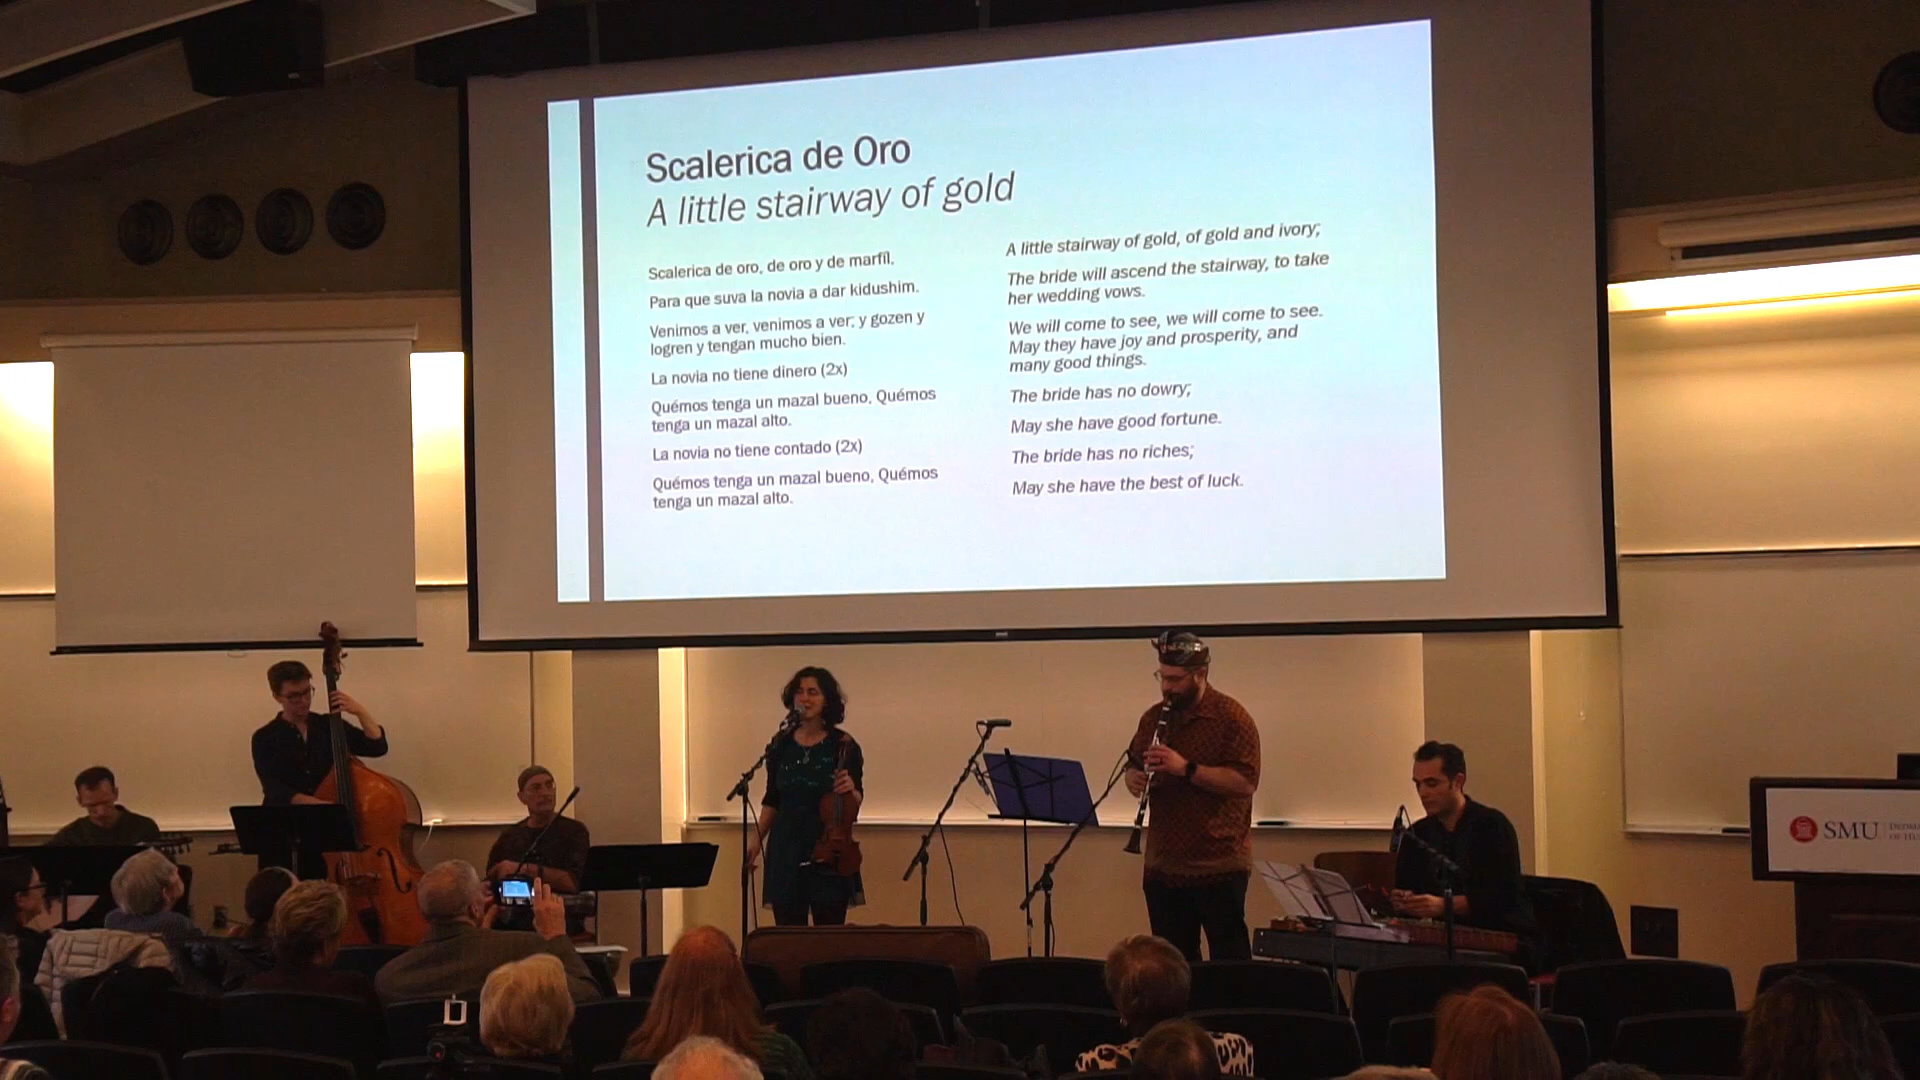 Scalerica de Oro
A little stairway of gold
Scalerica de oro, de oro y de marfil,
Para que suva la novia a dar kidushim.
Venimos a ver, venimos a ver; y gozen y
logren y tengan mucho bien.
La novia no tiene dinero (2x)
Quémos tenga un mazal bueno, Quémos
tenga un mazal alto.
La novia no tiene contado (2x)
Quémos tenga un mazal bueno, Quémos
tenga un mazal alto.
A little stairway of gold, of gold and ivory;
The bride will ascend the stairway, to take
her wedding vows.
We will come to see, we will come to see.
May they have joy and prosperity, and
many good things.
The bride has no dowry;
May she have good fortune.
The bride has no riches;
May she have the best of luck.
SMU